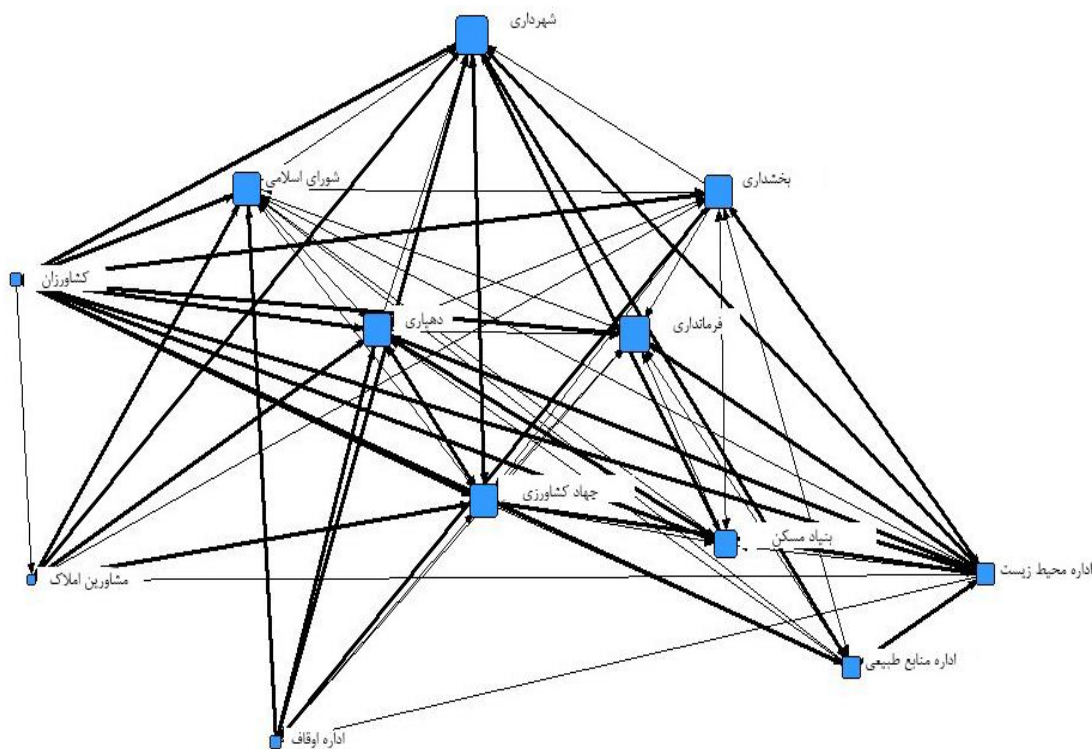 شهرداری
شورای اسلامی
بخشداری
کشاورزان
دهیاری
فرمانداری
جهاد کشاورزی
بنیاد مسکن
مشاورین املاک
اداره محیط زیست
اداره منابع طبیعی
اداره اوقاف